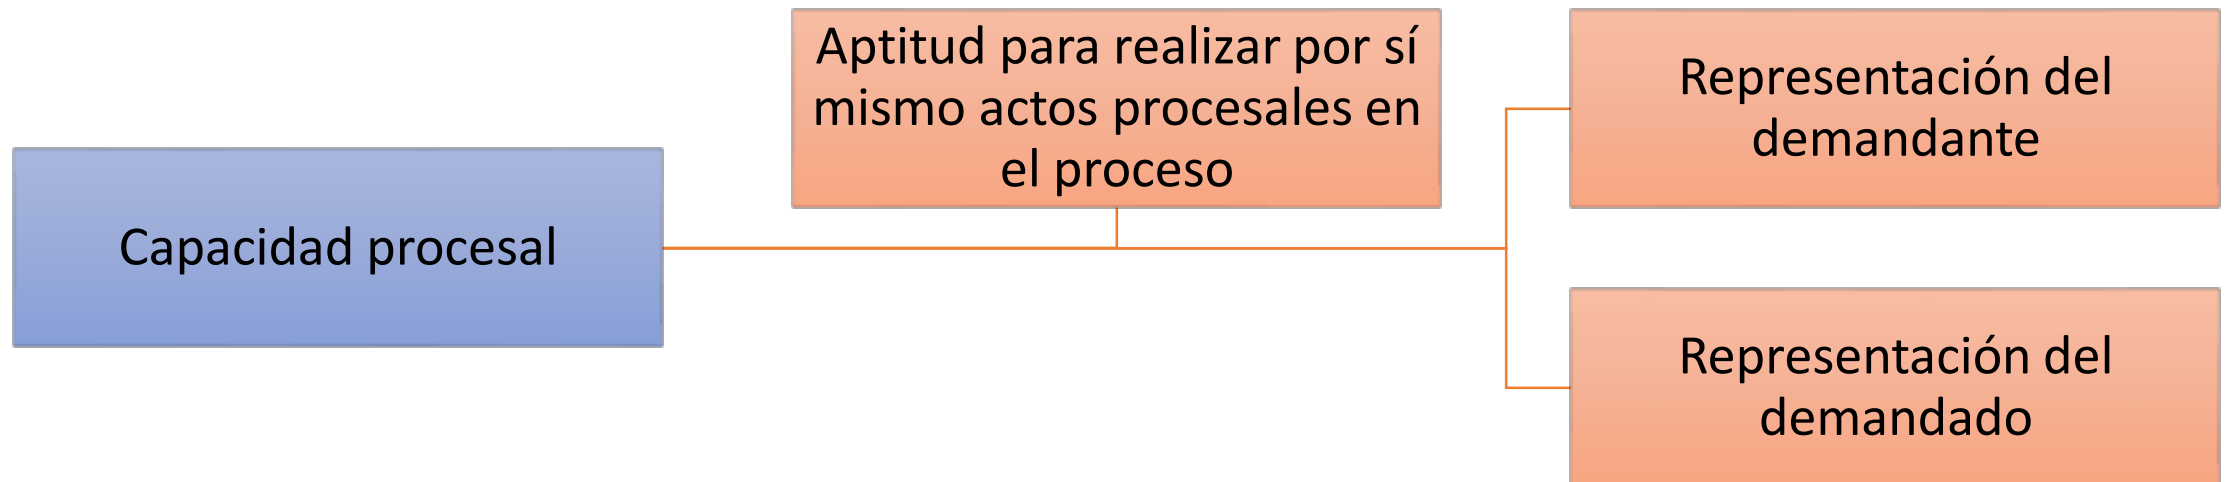 Capacidad procesal
Aptitud para realizar por sí
mismo actos procesales en
el proceso
Representación del
demandante
Representación del
demandado